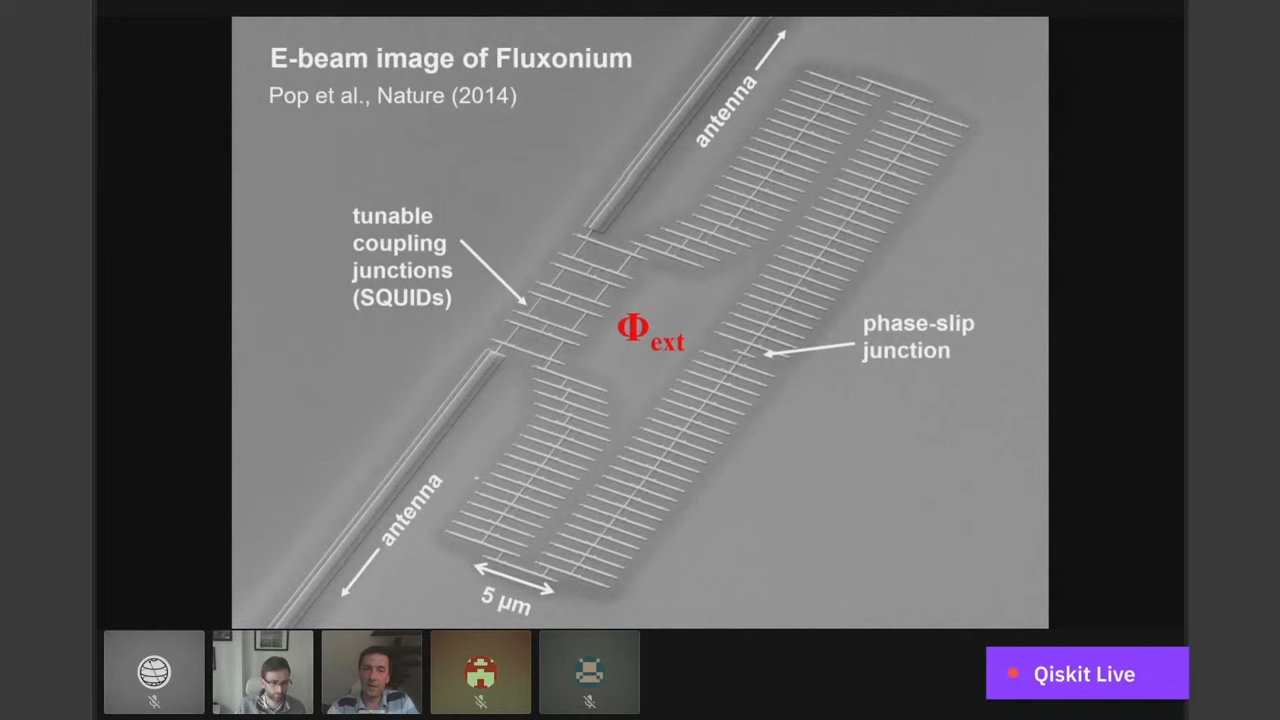 E-beam image of Fluxonium
Pop et al., Nature (2014)
antenna
tunable
coupling
junctions
(SQUIDs)
Φext
phase-slip
junction
antenna
5 μm
Qiskit Live